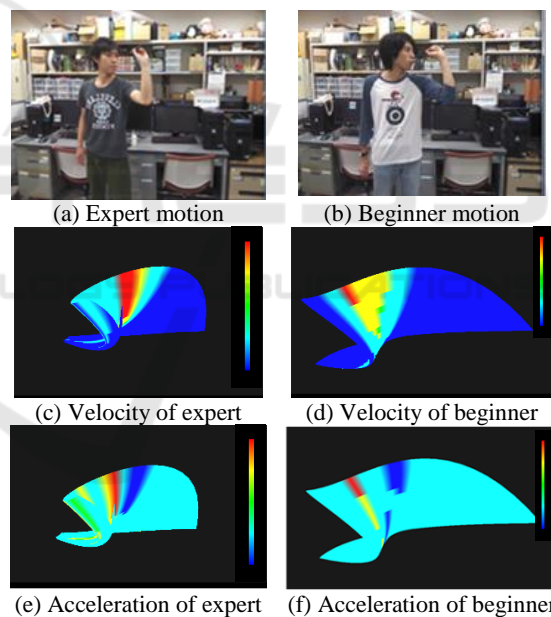 (a) Expert motion
(b) Beginner motion
(c) Velocity of expert
(d) Velocity of beginner
(e) Acceleration of expert
(f) Acceleration of beginner